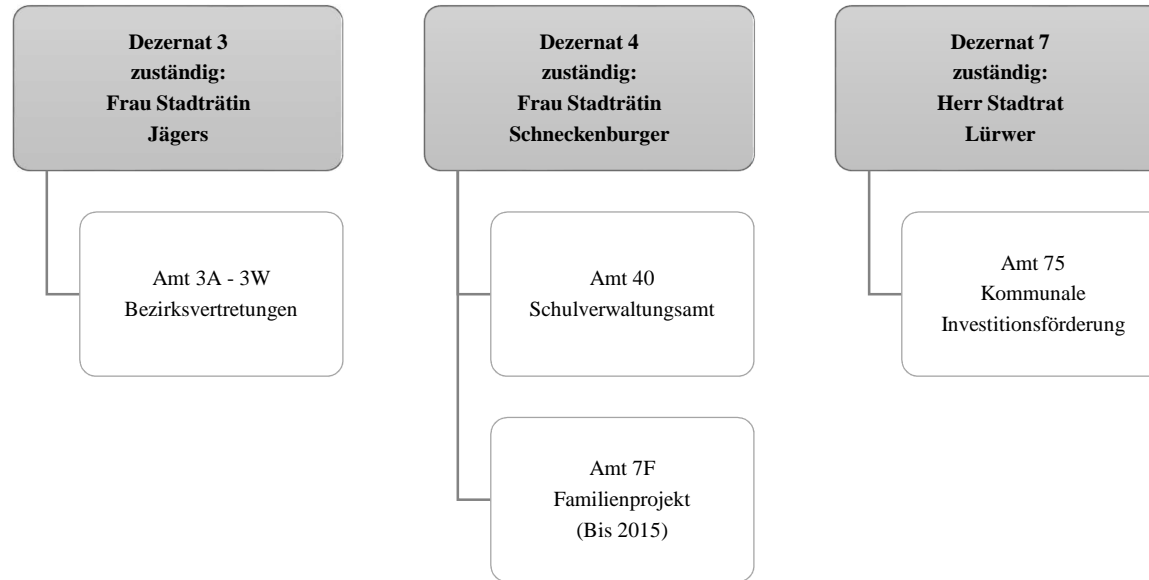 Dezernat 3
zuständig:
Frau Stadträtin
Jägers
Amt 3A - 3W
Bezirksvertretungen
Dezernat 4
zuständig:
Frau Stadträtin
Schneckenburger
Amt 40
Schulverwaltungsamt
Amt 7F
Familienprojekt
(Bis 2015)
Dezernat 7
zuständig:
Herr Stadtrat
Lürwer
Amt 75
Kommunale
Investitionsförderung